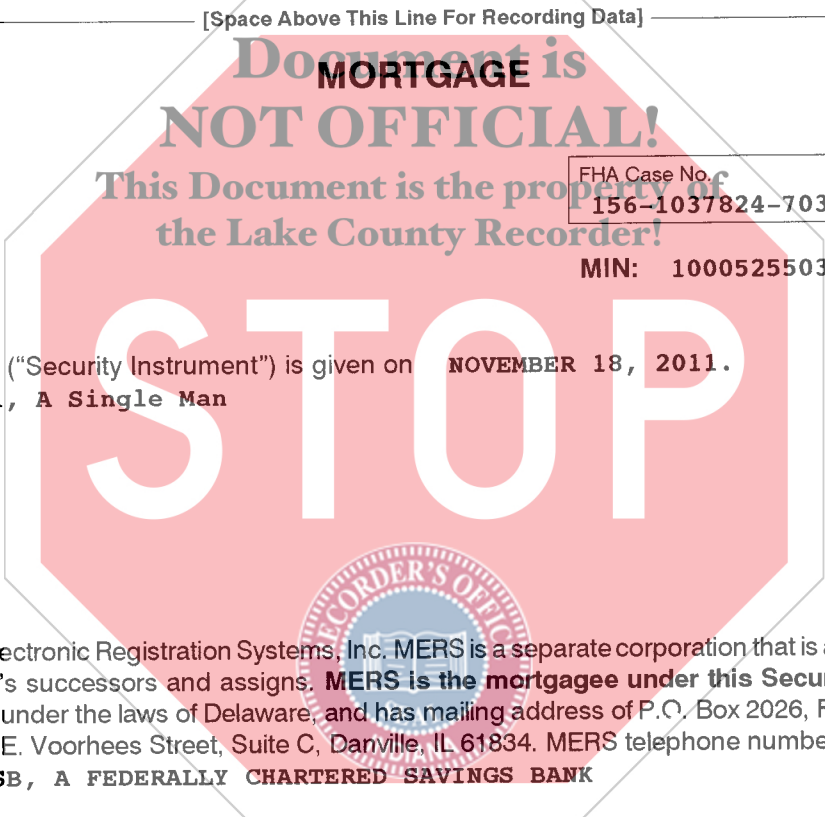 [Space Above This Line For Recording Data]
Document is
MORTGAGE
NOT OFFICIAL!
This Document is the property of
the Lake County Recorder!
FHA Case No.
156-1037824-703
MIN: 1000525503
STOP
("Security Instrument") is given on NOVEMBER 18, 2011.
, A Single Man
RECORDER'S OFFIC
ectronic Registration Systems, Inc. MERS is a separate corporation that is
's successors and assigns. MERS is the mortgagee under this Secur
under the laws of Delaware, and has mailing address of P.O. Box 2026, F
E. Voorhees Street, Suite C, Danville, IL 61834. MERS telephone numbe
INDIANA
SB, A FEDERALLY CHARTERED SAVINGS BANK